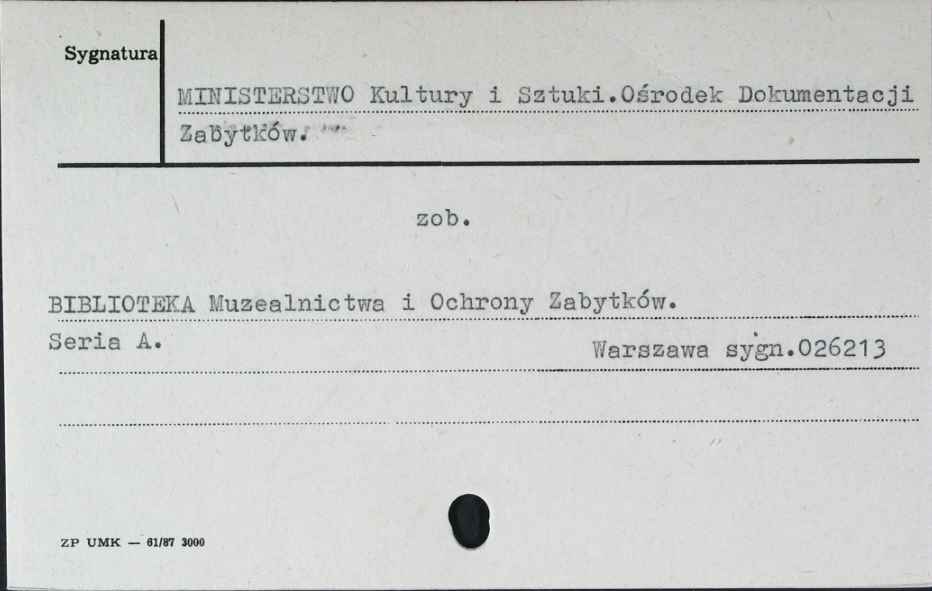 Sygnatura
MINISTERSTWO Kultury i Sztuki.Ośrodek Dokumentacji
Zabytków.
zob.
BIBLIOTEKA Muzealnictwa i Ochrony Zabytków.
Seria A.
Warszawa sygn.026213
ZP UMK — 61/87 3000